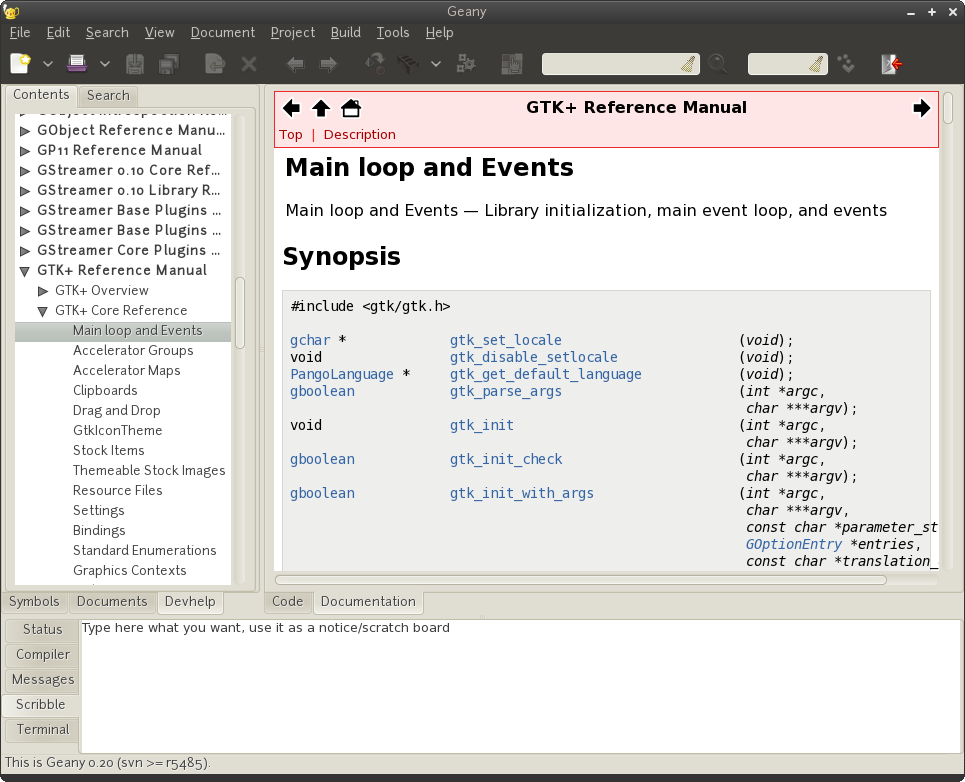 Geany
File Edit Search View Document Project Build Tools Help
Contents Search
GObject Reference Manu...
GP11 Reference Manual
GStreamer 0.10 Core Ref...
GStreamer 0.10 Library R...
GStreamer Base Plugins ...
GStreamer Base Plugins ...
GStreamer Core Plugins ...
GTK+ Reference Manual
GTK+ Overview
GTK+ Core Reference
Main loop and Events
Accelerator Groups
Accelerator Maps
Clipboards
Drag and Drop
GtkIconTheme
Stock Items
Themeable Stock Images
Resource Files
Settings
Bindings
Standard Enumerations
Graphics Contexts
Symbols Documents Devhelp
GTK+ Reference Manual
Top | Description
Main loop and Events
Main loop and Events — Library initialization, main event loop, and events
Synopsis
#include <gtk/gtk.h>
gchar * gtk_set_locale (void);
void gtk_disable_setlocale (void);
PangoLanguage * gtk_get_default_language (void);
gboolean gtk_parse_args (int *argc,
char ***argv);
void gtk_init (int *argc,
char ***argv);
gboolean gtk_init_check (int *argc,
char ***argv);
gboolean gtk_init_with_args (int *argc,
char ***argv,
const char *parameter_st
GOptionEntry *entries,
const char *translation_
Code Documentation
Status
Compiler
Messages
Scribble
Terminal
Type here what you want, use it as a notice/scratch board
This is Geany 0.20 (svn >= r5485).